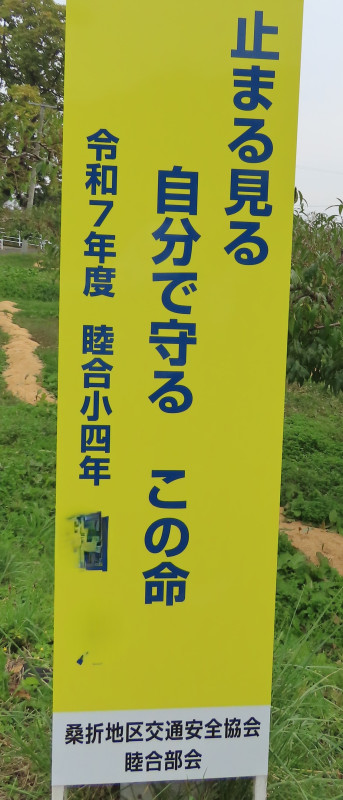 止まる見る
自分で守る　この命
令和７年度　睦合小四年
桑折地区交通安全協会
睦合部会